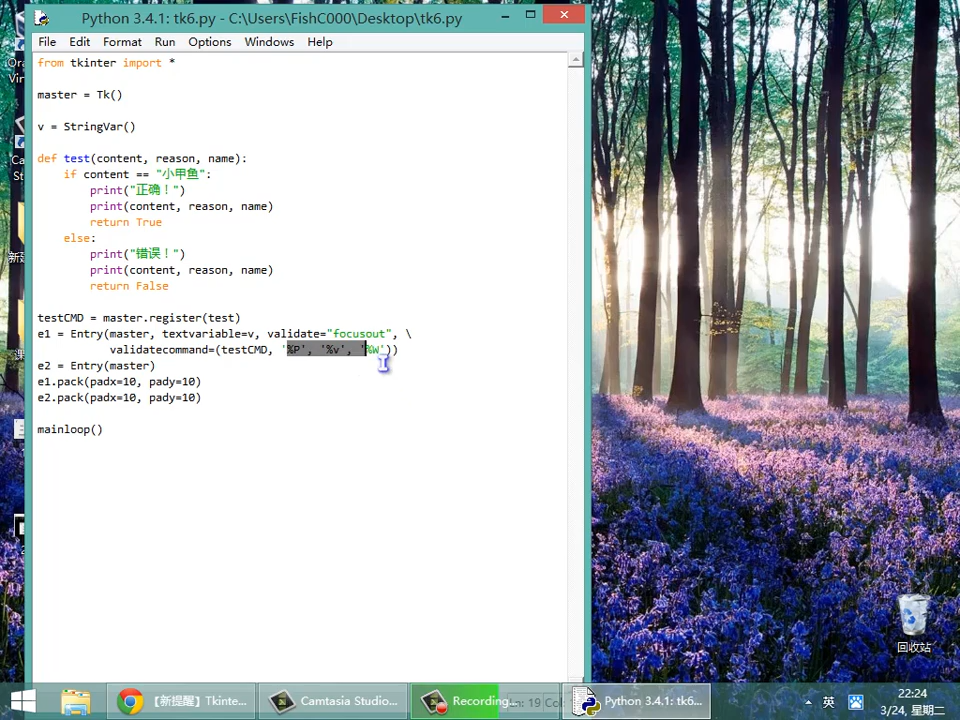 Python 3.4.1: tk6.py - C:\Users\FishC000\Desktop\tk6.py
File Edit Format Run Options Windows Help
from tkinter import *
master = Tk()
v = StringVar()
def test(content, reason, name):
if content == "小甲鱼":
print("正确！")
print(content, reason, name)
return True
else:
print("错误！")
print(content, reason, name)
return False
testCMD = master.register(test)
e1 = Entry(master, textvariable=v, validate="focusout", \
validatecommand=(testCMD, '%P', '%v', '%W'))
e2 = Entry(master)
e1.pack(padx=10, pady=10)
e2.pack(padx=10, pady=10)
mainloop()
回收站
【新提醒】Tkinte... Camtasia Studio... Recording... Ln: 19 Col: Python 3.4.1: tk6... 英 22:24
3/24, 星期二